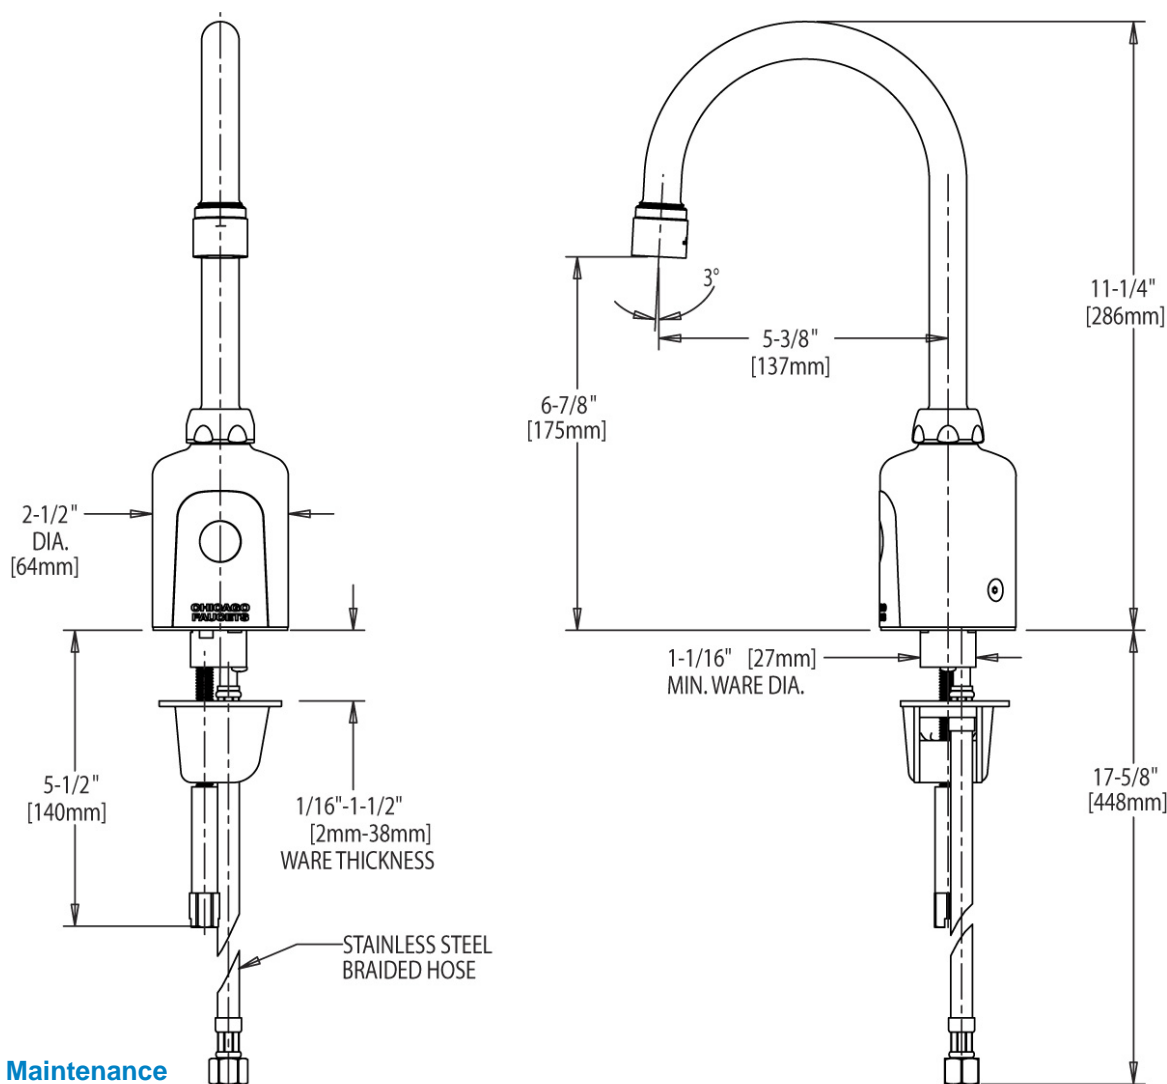 3°
11-1/4"
[286mm]
5-3/8"
[137mm]
6-7/8"
[175mm]
2-1/2"
DIA.
[64mm]
CHICAGO
FAUCETS
1-1/16" [27mm]
MIN. WARE DIA.
5-1/2"
[140mm]
1/16"-1-1/2"
[2mm-38mm]
WARE THICKNESS
17-5/8"
[448mm]
STAINLESS STEEL
BRAIDED HOSE
Maintenance